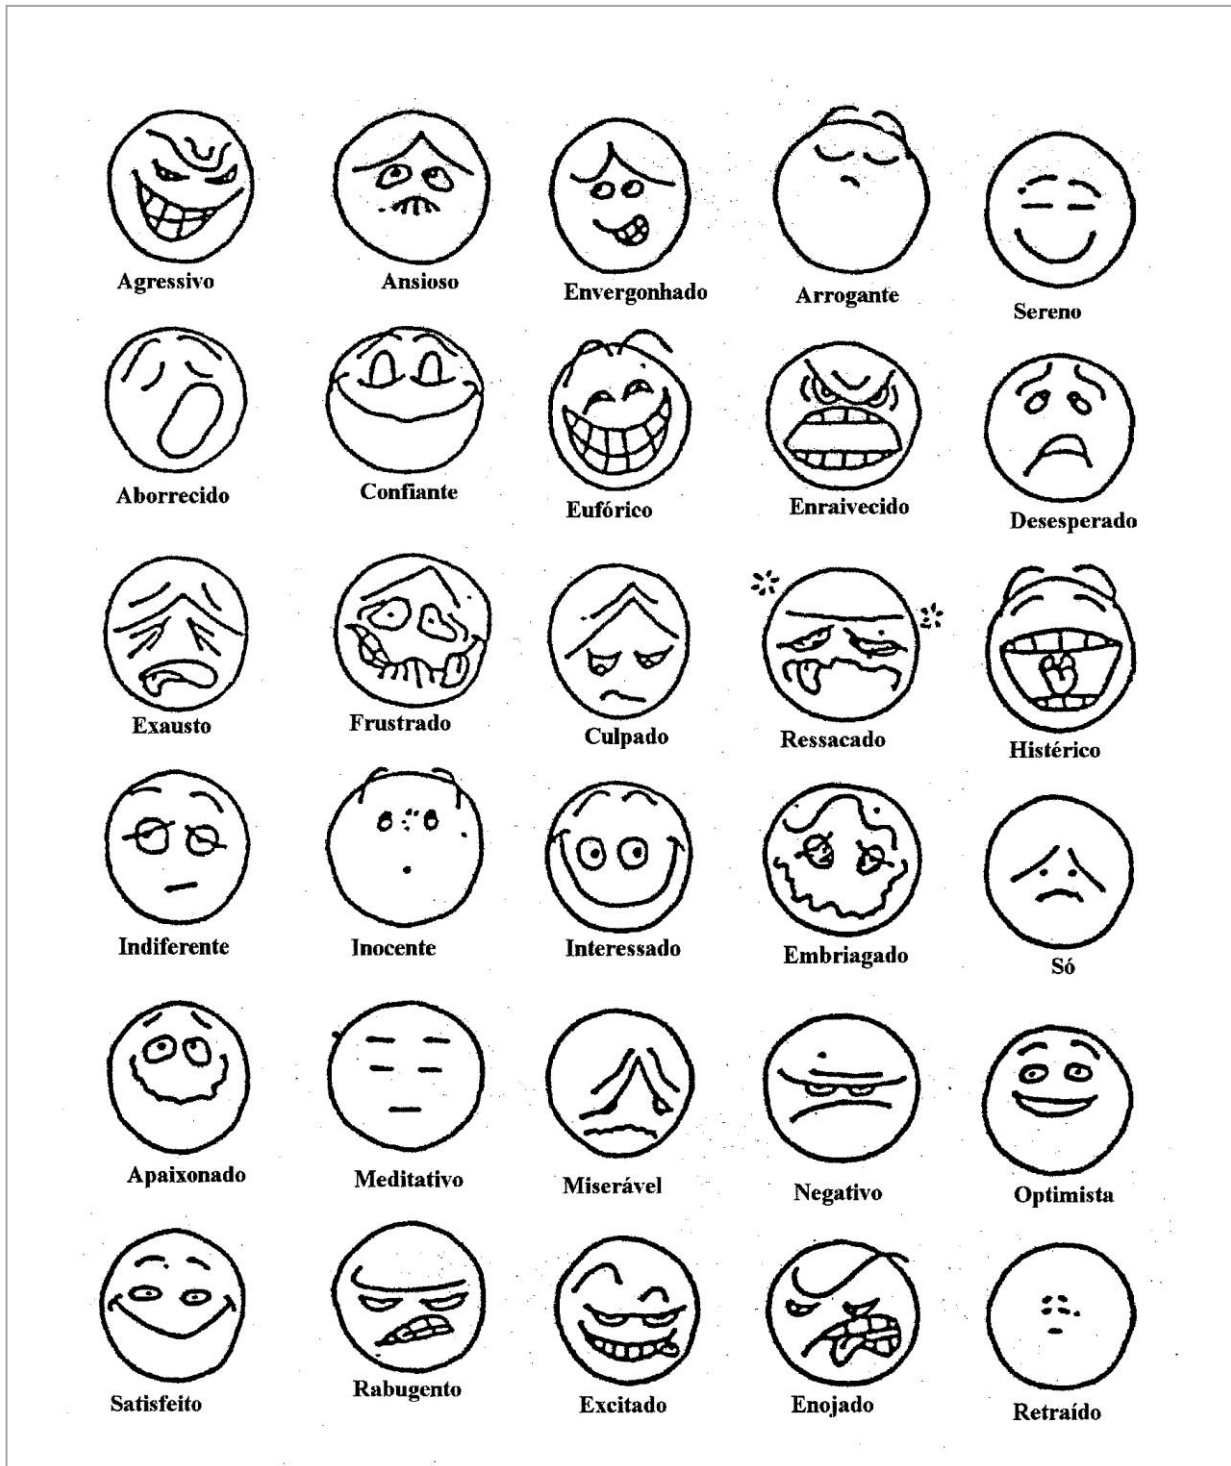 Agressivo
Ansioso
Envergonhado
Arrogante
Sereno
Aborrecido
Confiante
Eufórico
Enraivecido
Desesperado
Exausto
Frustrado
Culpado
Ressacado
Histérico
Indiferente
Inocente
Interessado
Embriagado
Só
Apaixonado
Meditativo
Miserável
Negativo
Optimista
Satisfeito
Rabugento
Excitado
Enojado
Retraído